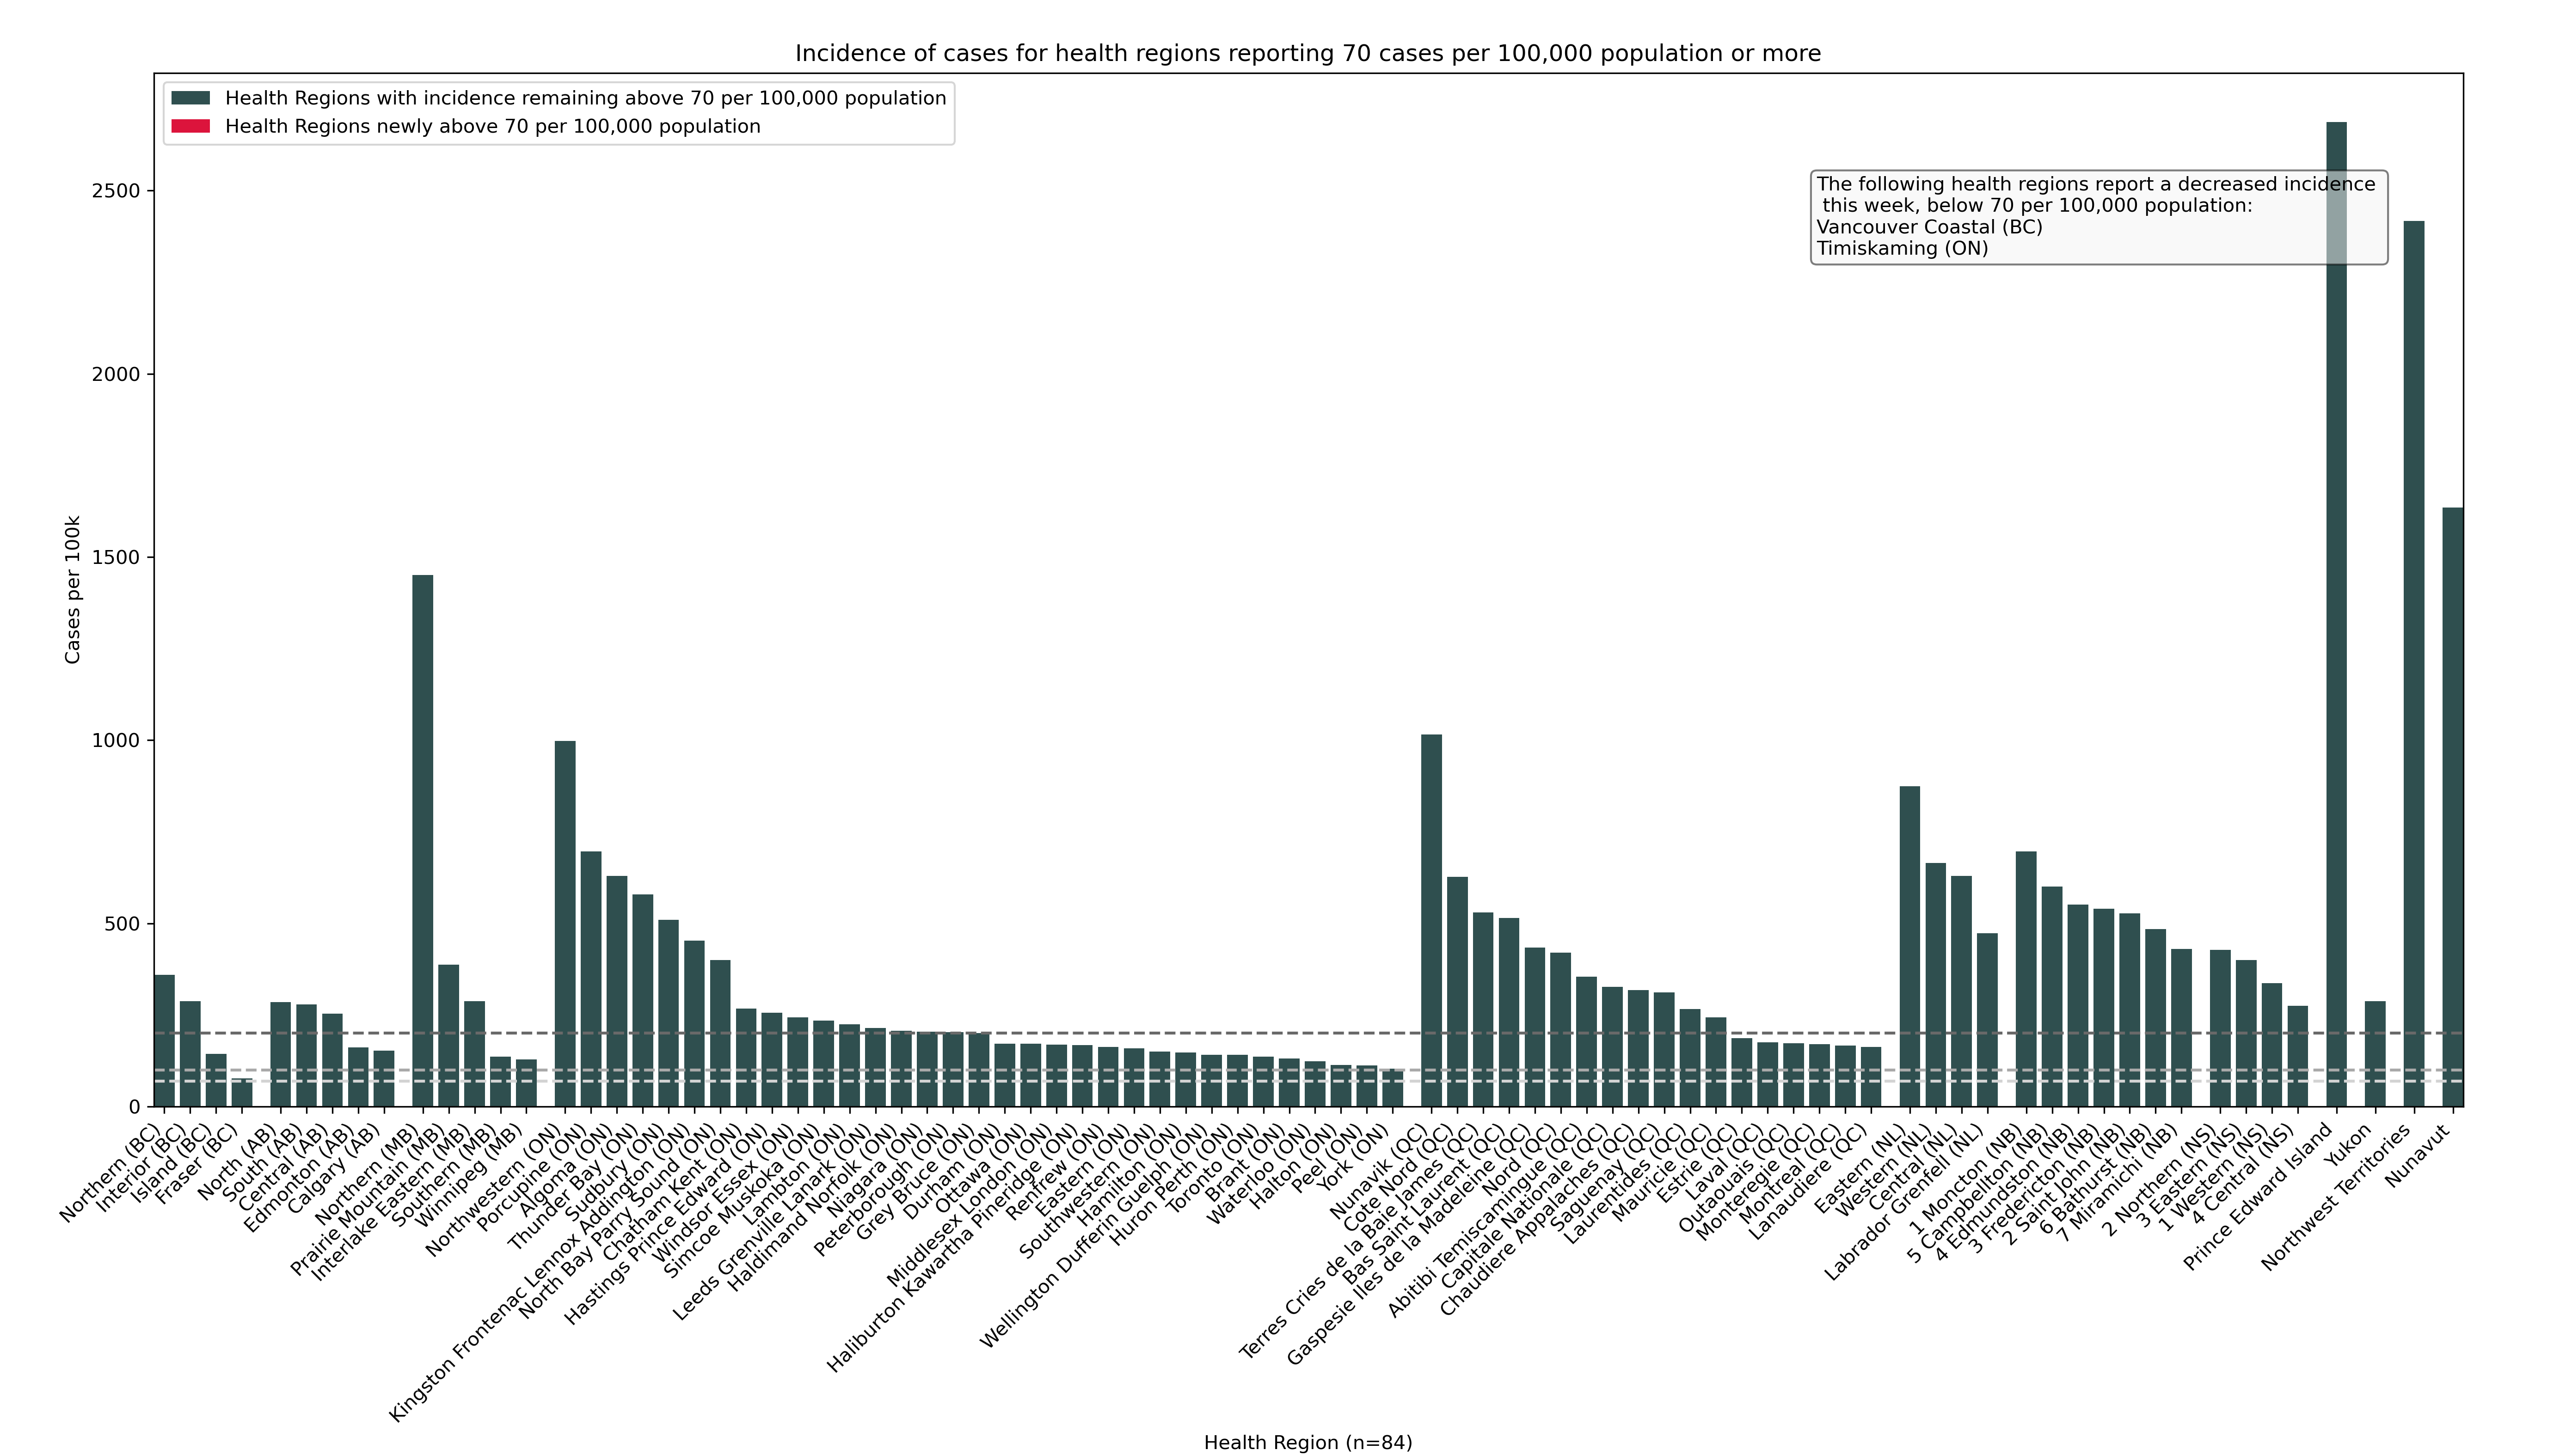 Incidence of cases for health regions reporting 70 cases per 100,000 population or more
Health Regions with incidence remaining above 70 per 100,000 population
Health Regions newly above 70 per 100,000 population
The following health regions report a decreased incidence
this week, below 70 per 100,000 population:
Vancouver Coastal (BC)
Timiskaming (ON)
Cases per 100k
2500
2000
1500
1000
500
0
Northern (BC)
Interior (BC)
Island (BC)
Fraser (BC)
North (AB)
South (AB)
Central (AB)
Edmonton (AB)
Calgary (AB)
Northern (MB)
Prairie Mountain (MB)
Interlake Eastern (MB)
Southern (MB)
Winnipeg (MB)
Northwestern (ON)
Porcupine (ON)
Algoma (ON)
Thunder Bay (ON)
Sudbury (ON)
Kingston Frontenac Lennox Addington (ON)
North Bay Parry Sound (ON)
Chatham Kent (ON)
Hastings Prince Edward (ON)
Windsor Essex (ON)
Simcoe Muskoka (ON)
Lambton (ON)
Leeds Grenville Lanark (ON)
Haldimand Norfolk (ON)
Niagara (ON)
Peterborough (ON)
Grey Bruce (ON)
Durham (ON)
Ottawa (ON)
Middlesex London (ON)
Haliburton Kawartha Pineridge (ON)
Renfrew (ON)
Eastern (ON)
Southwestern (ON)
Hamilton (ON)
Wellington Dufferin Guelph (ON)
Huron Perth (ON)
Toronto (ON)
Brant (ON)
Waterloo (ON)
Halton (ON)
Peel (ON)
York (ON)
Nunavik (QC)
Cote Nord (QC)
Terres Cries de la Baie James (QC)
Bas Saint Laurent (QC)
Gaspesie Iles de la Madeleine (QC)
Nord (QC)
Abitibi Temiscamingue (QC)
Capitale Nationale (QC)
Chaudiere Appalaches (QC)
Saguenay (QC)
Laurentides (QC)
Mauricie (QC)
Estrie (QC)
Laval (QC)
Outaouais (QC)
Monteregie (QC)
Montreal (QC)
Lanaudiere (QC)
Eastern (NL)
Western (NL)
Central (NL)
Labrador Grenfell (NL)
1 Moncton (NB)
5 Campbellton (NB)
4 Edmundston (NB)
3 Fredericton (NB)
2 Saint John (NB)
6 Bathurst (NB)
7 Miramichi (NB)
2 Northern (NS)
3 Eastern (NS)
1 Western (NS)
4 Central (NS)
Prince Edward Island
Yukon
Northwest Territories
Nunavut
Health Region (n=84)